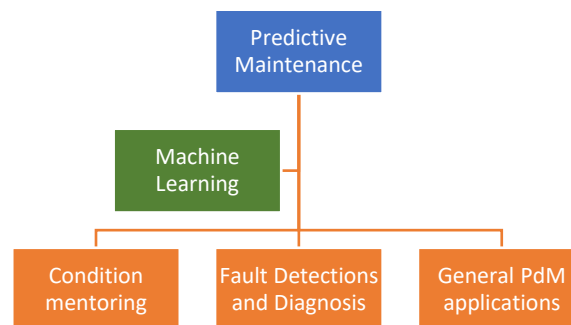 Predictive
Maintenance
Machine
Learning
Condition
mentoring
Fault Detections
and Diagnosis
General PdM
applications